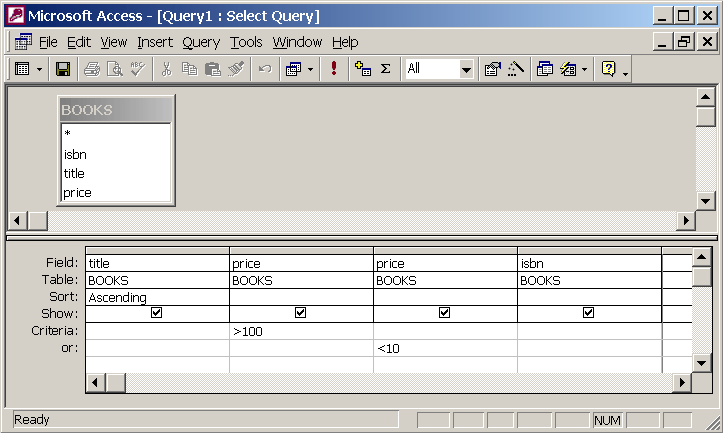 Microsoft Access - [Query1 : Select Query]
File Edit View Insert Query Tools Window Help
All
BOOKS
*
isbn
title
price
Field: title price price isbn
Table: BOOKS BOOKS BOOKS BOOKS
Sort: Ascending
Show:
Criteria: >100
or: <10
Ready NUM